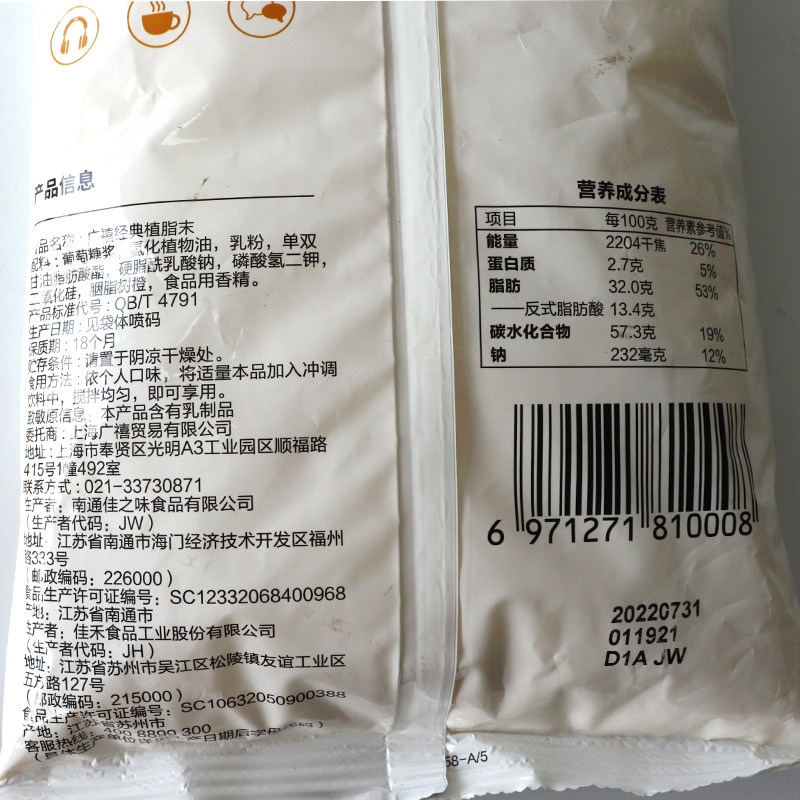 产品信息
品名称：广禧经典植脂末
配料：葡萄糖浆，氢化植物油，乳粉，单双
甘油脂肪酸酯，硬脂酰乳酸钠，磷酸氢二钾，
二氧化硅，胭脂树橙，食品用香精。
产品标准代号：QB/T 4791
生产日期：见袋体喷码
保质期：18个月
贮存条件：请置于阴凉干燥处。
食用方法：依个人口味，将适量本品加入冲调
饮料中，搅拌均匀，即可享用。
致敏原信息：本产品含有乳制品
委托商：上海广禧贸易有限公司
地址：上海市奉贤区光明A3工业园区顺福路
415号1幢492室
联系方式：021-33730871
生产者：南通佳之味食品有限公司
（生产者代码：JW）
地址：江苏省南通市海门经济技术开发区福州
路333号
（邮政编码：226000）
食品生产许可证编号：SC12332068400968
产地：江苏省南通市
生产者：佳禾食品工业股份有限公司
（生产者代码：JH）
地址：江苏省苏州市吴江区松陵镇友谊工业区
五方路127号
（邮政编码：215000）
食品生产许可证编号：SC10632050900388
产地：江苏省苏州市
客服热线：400 8899 300
营养成分表
项目 每100克 营养素参考值%
能量 2204千焦 26%
蛋白质 2.7克 5%
脂肪 32.0克 53%
——反式脂肪酸 13.4克
碳水化合物 57.3克 19%
钠 232毫克 12%
6 971271 810008
20220731
011921
D1A JW
58-A/5